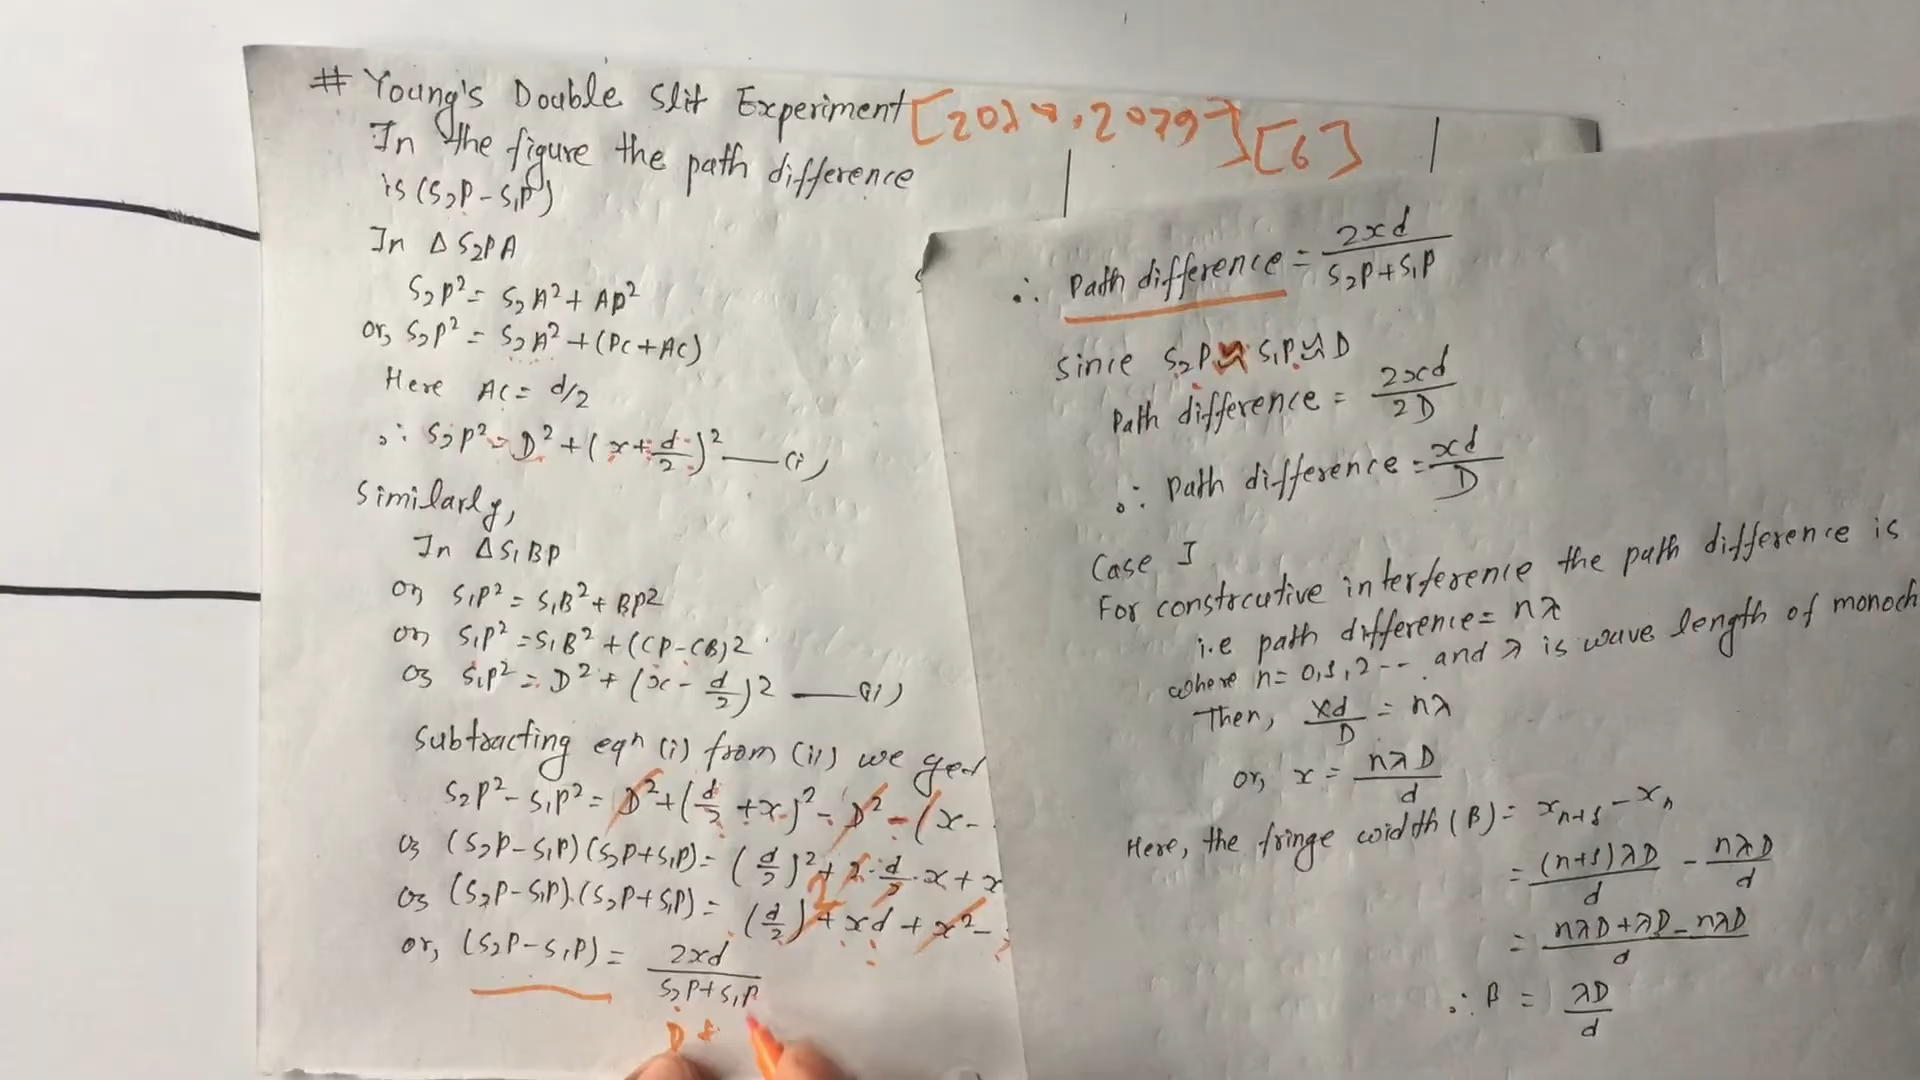 # Young's Double Slit Experiment [2079] [6]
In the figure the path difference
is (S₂P - S₁P)
In Δ S₂PA
S₂P² = S₂A² + AP²
or, S₂P² = S₂A² + (PC + AC)
Here AC = d/2
∴ S₂P² = D² + (x + d/2)² — (i)
Similarly,
In Δ S₁BP
or, S₁P² = S₁B² + BP²
or, S₁P² = S₁B² + (CP - CB)²
or S₁P² = D² + (x - d/2)² — (ii)
Subtracting eqⁿ (i) from (ii) we get
S₂P² - S₁P² = D² + (d/2 + x)² - D² - (x -
or (S₂P - S₁P)(S₂P + S₁P) = (d/2)² + 2·d/2·x + x
or (S₂P - S₁P).(S₂P + S₁P) = (d/2)² + xd + x² -
or, (S₂P - S₁P) = 2xd / S₂P + S₁P
D +
∴ Path difference = 2xd / S₂P + S₁P
Since S₂P ≈ S₁P ≈ D
Path difference = 2xd / 2D
∴ Path difference = xd / D
Case I
For constrcutive interference the path difference is
i.e path difference = nλ
where n = 0, 1, 2 -- and λ is wave length of monoch
Then, xd / D = nλ
or, x = nλD / d
Here, the fringe width (B) = xₙ₊₁ - xₙ
= (n+1)λD / d - nλD / d
= nλD + λD - nλD / d
∴ B = λD / d